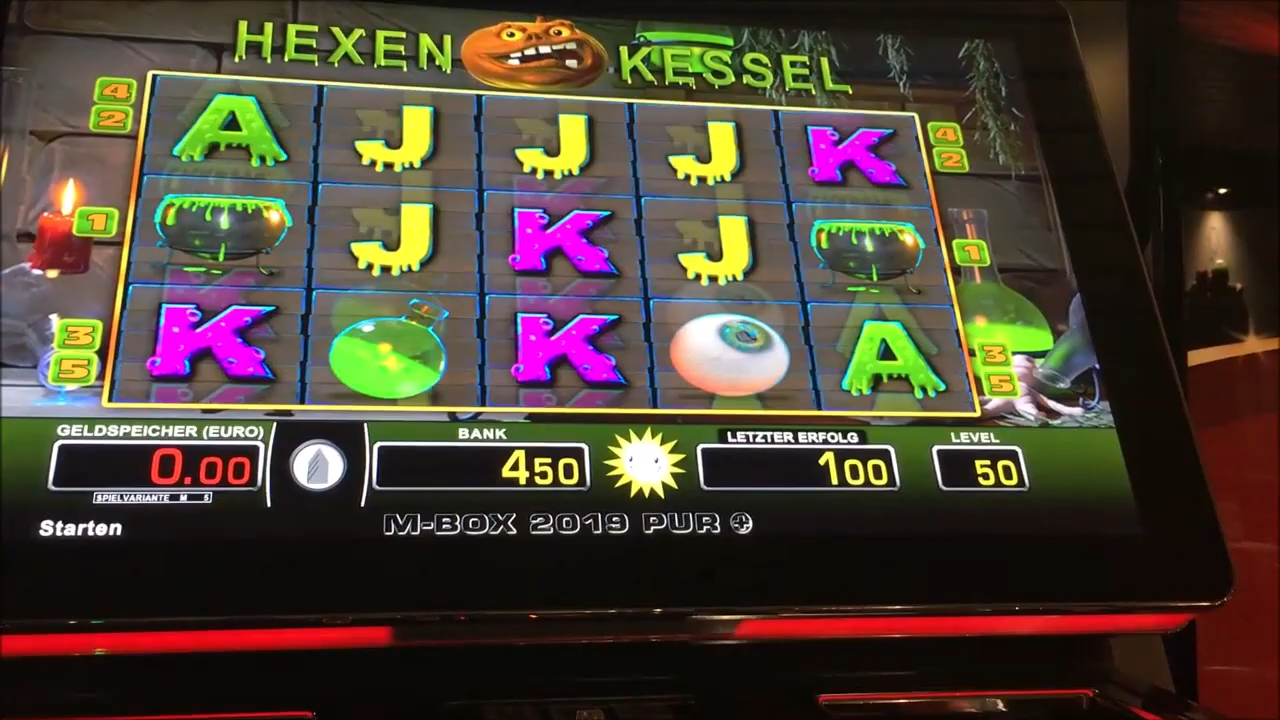 HEXEN KESSEL
4 A J J J K 4
2 2
1 J K J 1
3 K K A 3
5 5
GELDSPEICHER (EURO) BANK LETZTER ERFOLG LEVEL
0.00 450 100 50
SPIELVARIANTE M 5
Starten M-BOX 2019 PUR +